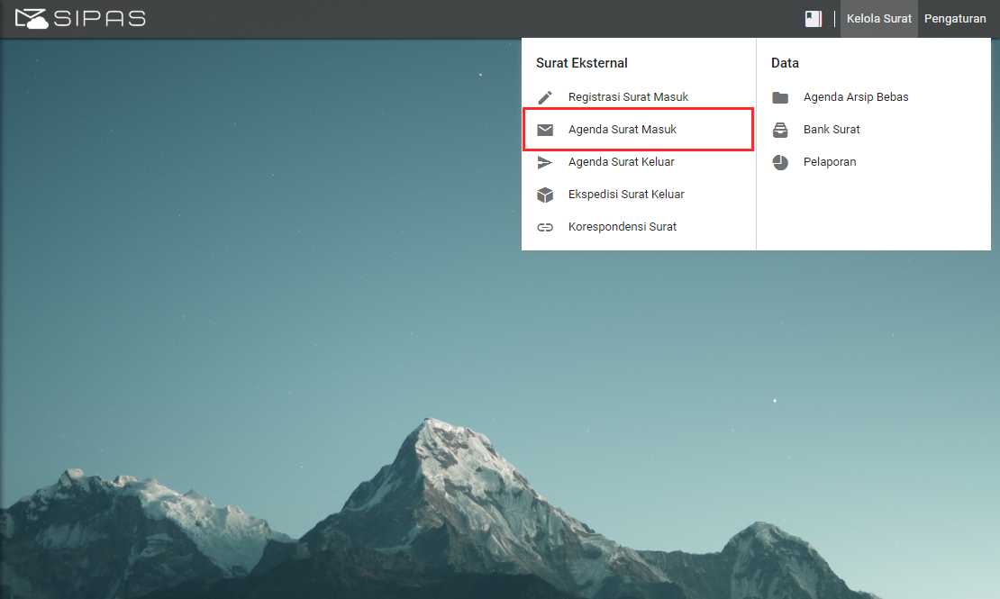 SIPAS
Kelola Surat
Pengaturan
Surat Eksternal
Registrasi Surat Masuk
Agenda Surat Masuk
Agenda Surat Keluar
Ekspedisi Surat Keluar
Korespondensi Surat
Data
Agenda Arsip Bebas
Bank Surat
Pelaporan